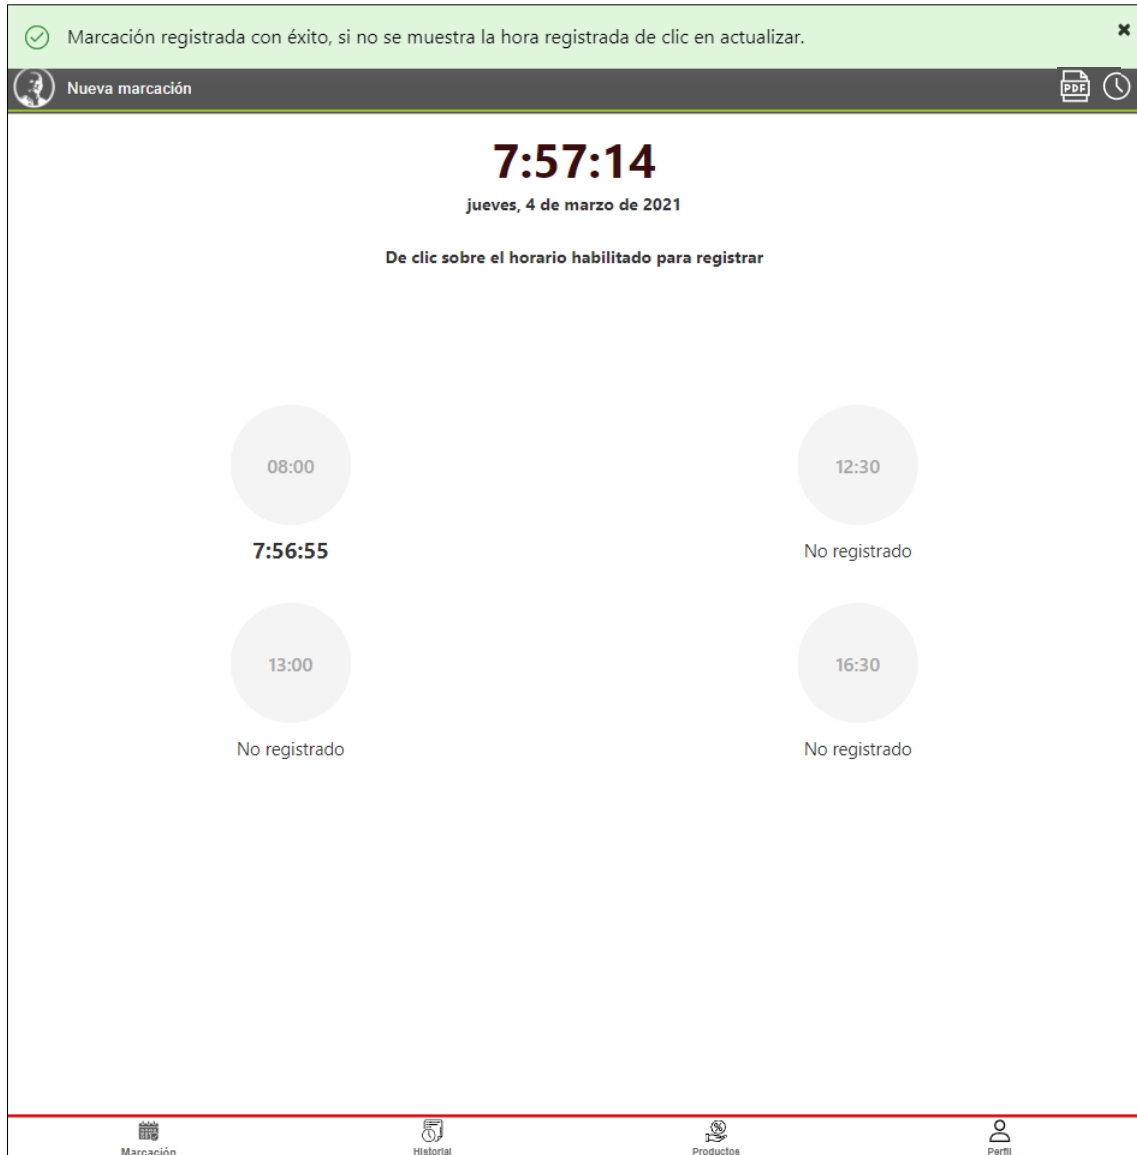 Marcación registrada con éxito, si no se muestra la hora registrada de clic en actualizar.
Nueva marcación
PDF
7:57:14
jueves, 4 de marzo de 2021
De clic sobre el horario habilitado para registrar
08:00
12:30
7:56:55
No registrado
13:00
16:30
No registrado
No registrado
Marcación
Historial
Productos
Perfil